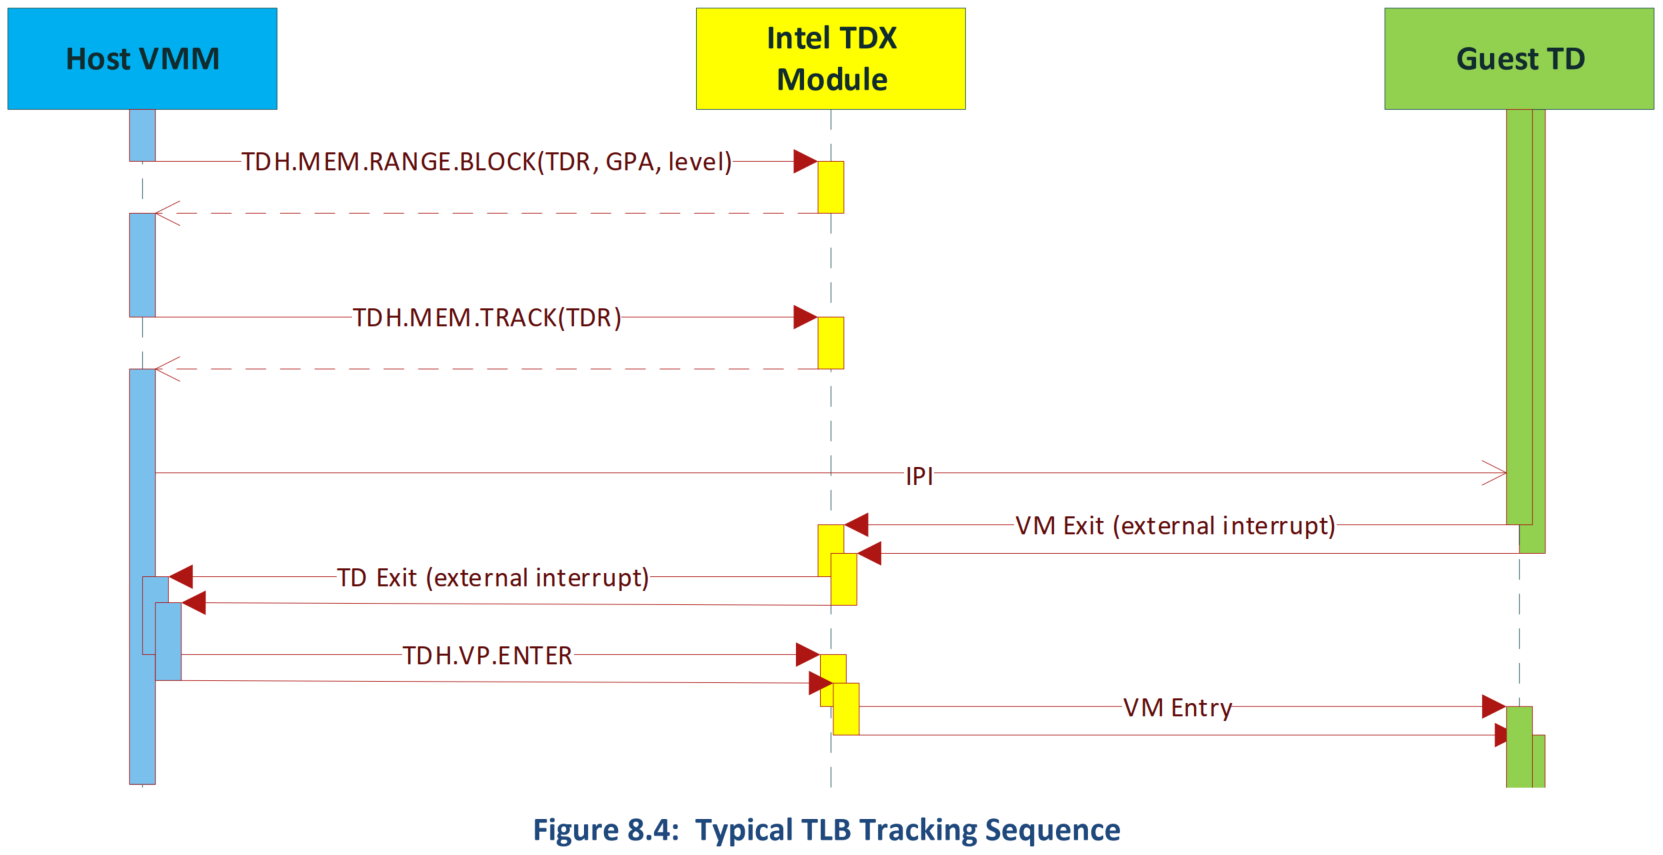 Host VMM
Intel TDX
Module
Guest TD
TDH.MEM.RANGE.BLOCK(TDR, GPA, level)
TDH.MEM.TRACK(TDR)
IPI
VM Exit (external interrupt)
TD Exit (external interrupt)
TDH.VP.ENTER
VM Entry
Figure 8.4: Typical TLB Tracking Sequence